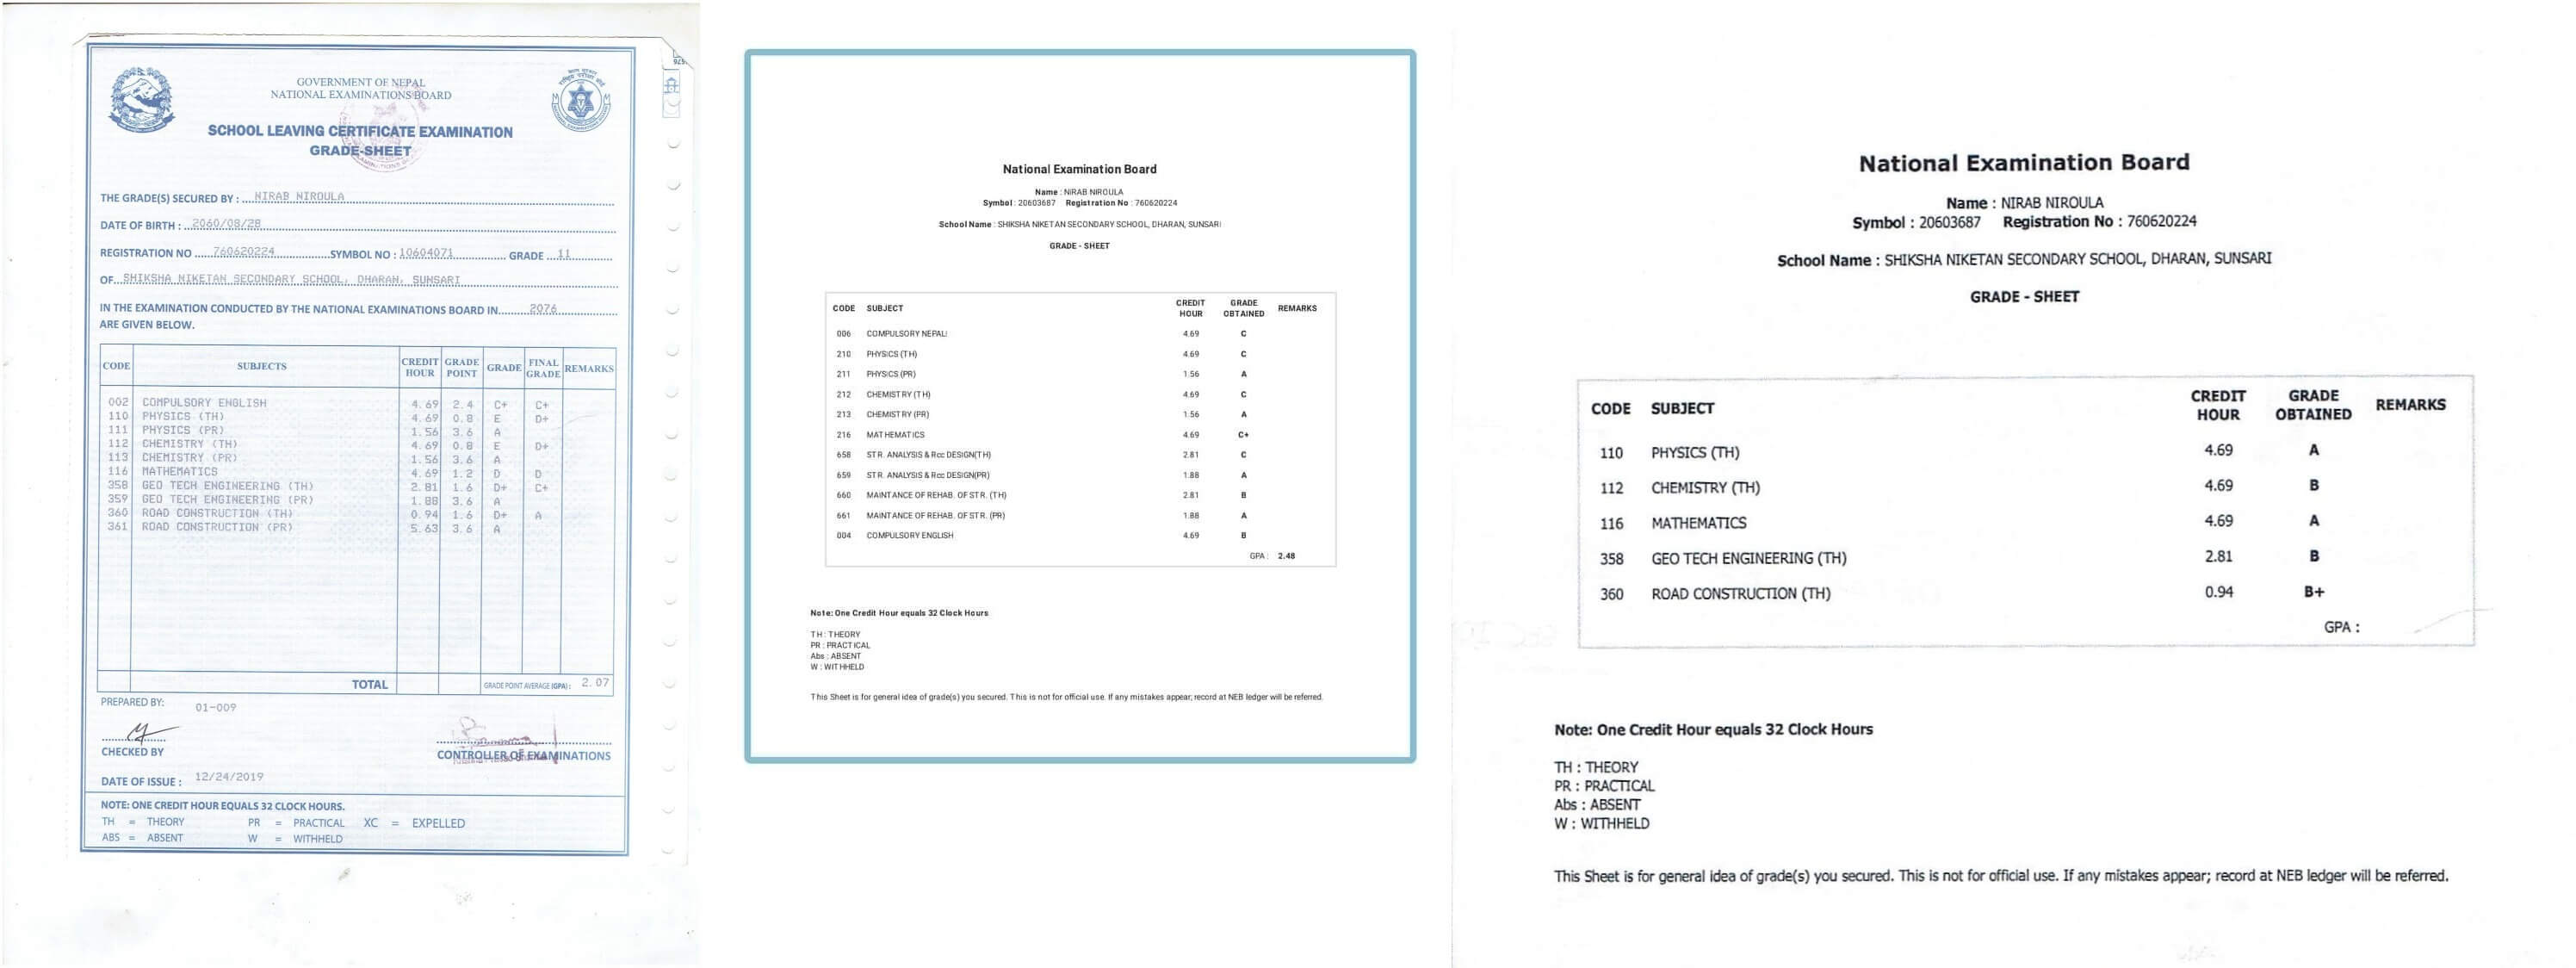 GOVERNMENT OF NEPAL
NATIONAL EXAMINATIONS BOARD
SCHOOL LEAVING CERTIFICATE EXAMINATION
GRADE-SHEET
THE GRADE(S) SECURED BY : NIRAB NIROULA
DATE OF BIRTH : 2060/08/28
REGISTRATION NO 760620224 SYMBOL NO : 10604071 GRADE 11
OF SHIKSHA NIKETAN SECONDARY SCHOOL, DHARAN, SUNSARI
IN THE EXAMINATION CONDUCTED BY THE NATIONAL EXAMINATIONS BOARD IN 2076
ARE GIVEN BELOW.
CODE SUBJECTS CREDIT HOUR GRADE POINT GRADE FINAL GRADE REMARKS
002 COMPULSORY ENGLISH 4.69 2.4 C+ C+
110 PHYSICS (TH) 4.69 0.8 E D+
111 PHYSICS (PR) 1.56 3.6 A
112 CHEMISTRY (TH) 4.69 0.8 E D+
113 CHEMISTRY (PR) 1.56 3.6 A
116 MATHEMATICS 4.69 1.2 D D
358 GEO TECH ENGINEERING (TH) 2.81 1.6 D+ C+
359 GEO TECH ENGINEERING (PR) 1.88 3.6 A
360 ROAD CONSTRUCTION (TH) 0.94 1.6 D+ A
361 ROAD CONSTRUCTION (PR) 5.63 3.6 A
TOTAL GRADE POINT AVERAGE (GPA) : 2.07
PREPARED BY: 01-009
CHECKED BY
CONTROLLER OF EXAMINATIONS
DATE OF ISSUE : 12/24/2019
NOTE: ONE CREDIT HOUR EQUALS 32 CLOCK HOURS.
TH = THEORY PR = PRACTICAL XC = EXPELLED
ABS = ABSENT W = WITHHELD
National Examination Board
Name : NIRAB NIROULA
Symbol : 20603687 Registration No : 760620224
School Name : SHIKSHA NIKETAN SECONDARY SCHOOL, DHARAN, SUNSARI
GRADE - SHEET
CODE SUBJECT CREDIT HOUR GRADE OBTAINED REMARKS
006 COMPULSORY NEPALI 4.69 C
210 PHYSICS (TH) 4.69 C
211 PHYSICS (PR) 1.56 A
212 CHEMISTRY (TH) 4.69 C
213 CHEMISTRY (PR) 1.56 A
216 MATHEMATICS 4.69 C+
658 STR. ANALYSIS & Rcc DESIGN(TH) 2.81 C
659 STR. ANALYSIS & Rcc DESIGN(PR) 1.88 A
660 MAINTANCE OF REHAB. OF STR. (TH) 2.81 B
661 MAINTANCE OF REHAB. OF STR. (PR) 1.88 A
004 COMPULSORY ENGLISH 4.69 B
GPA : 2.48
Note: One Credit Hour equals 32 Clock Hours
TH : THEORY
PR : PRACTICAL
Abs : ABSENT
W : WITHHELD
This Sheet is for general idea of grade(s) you secured. This is not for official use. If any mistakes appear; record at NEB ledger will be referred.
National Examination Board
Name : NIRAB NIROULA
Symbol : 20603687 Registration No : 760620224
School Name : SHIKSHA NIKETAN SECONDARY SCHOOL, DHARAN, SUNSARI
GRADE - SHEET
CODE SUBJECT CREDIT HOUR GRADE OBTAINED REMARKS
110 PHYSICS (TH) 4.69 A
112 CHEMISTRY (TH) 4.69 B
116 MATHEMATICS 4.69 A
358 GEO TECH ENGINEERING (TH) 2.81 B
360 ROAD CONSTRUCTION (TH) 0.94 B+
GPA :
Note: One Credit Hour equals 32 Clock Hours
TH : THEORY
PR : PRACTICAL
Abs : ABSENT
W : WITHHELD
This Sheet is for general idea of grade(s) you secured. This is not for official use. If any mistakes appear; record at NEB ledger will be referred.